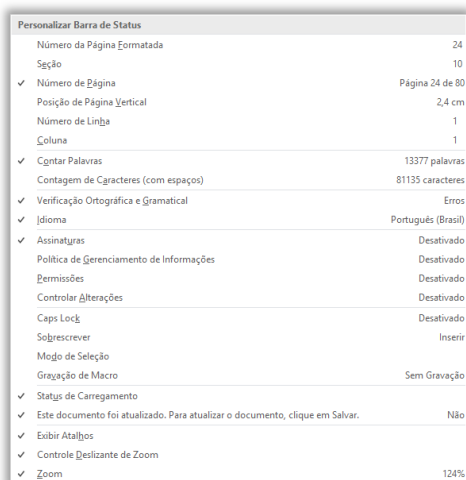 Personalizar Barra de Status
Número da Página Formatada 24
Seção 10
Número de Página Página 24 de 80
Posição de Página Vertical 2,4 cm
Número de Linha 1
Coluna 1
Contar Palavras 13377 palavras
Contagem de Caracteres (com espaços) 81135 caracteres
Verificação Ortográfica e Gramatical Erros
Idioma Português (Brasil)
Assinaturas Desativado
Política de Gerenciamento de Informações Desativado
Permissões Desativado
Controlar Alterações Desativado
Caps Lock Desativado
Sobrescrever Inserir
Modo de Seleção
Gravação de Macro Sem Gravação
Status de Carregamento
Este documento foi atualizado. Para atualizar o documento, clique em Salvar. Não
Exibir Atalhos
Controle Deslizante de Zoom
Zoom 124%